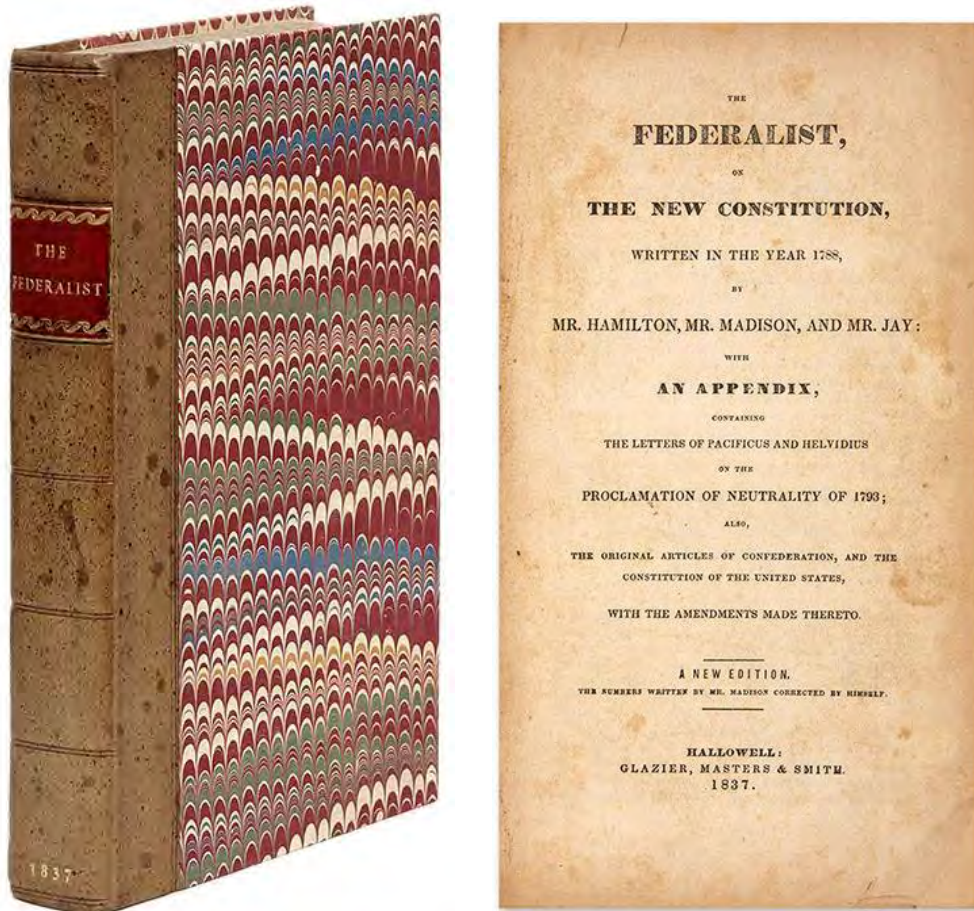 THE
FEDERALIST
1837
THE
FEDERALIST,
ON
THE NEW CONSTITUTION,
WRITTEN IN THE YEAR 1788,
BY
MR. HAMILTON, MR. MADISON, AND MR. JAY:
WITH
AN APPENDIX,
CONTAINING
THE LETTERS OF PACIFICUS AND HELVIDIUS
ON THE
PROCLAMATION OF NEUTRALITY OF 1793;
ALSO,
THE ORIGINAL ARTICLES OF CONFEDERATION, AND THE
CONSTITUTION OF THE UNITED STATES,
WITH THE AMENDMENTS MADE THERETO.
A NEW EDITION.
THE NUMBERS WRITTEN BY MR. MADISON CORRECTED BY HIMSELF.
HALLOWELL:
GLAZIER, MASTERS & SMITH.
1837.